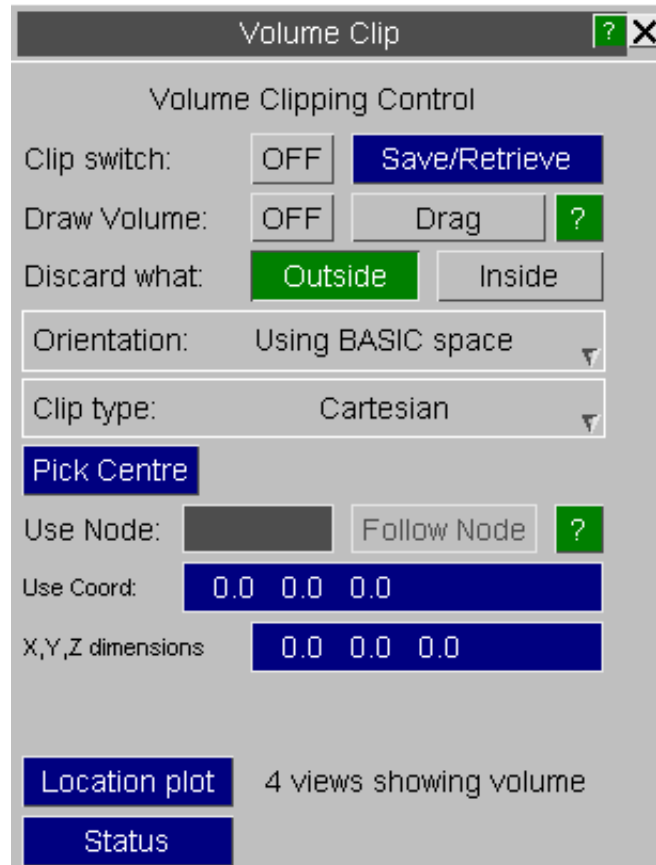 Volume Clip ? X
Volume Clipping Control
Clip switch: OFF Save/Retrieve
Draw Volume: OFF Drag ?
Discard what: Outside Inside
Orientation: Using BASIC space
Clip type: Cartesian
Pick Centre
Use Node: Follow Node ?
Use Coord: 0.0 0.0 0.0
X,Y,Z dimensions 0.0 0.0 0.0
Location plot 4 views showing volume
Status